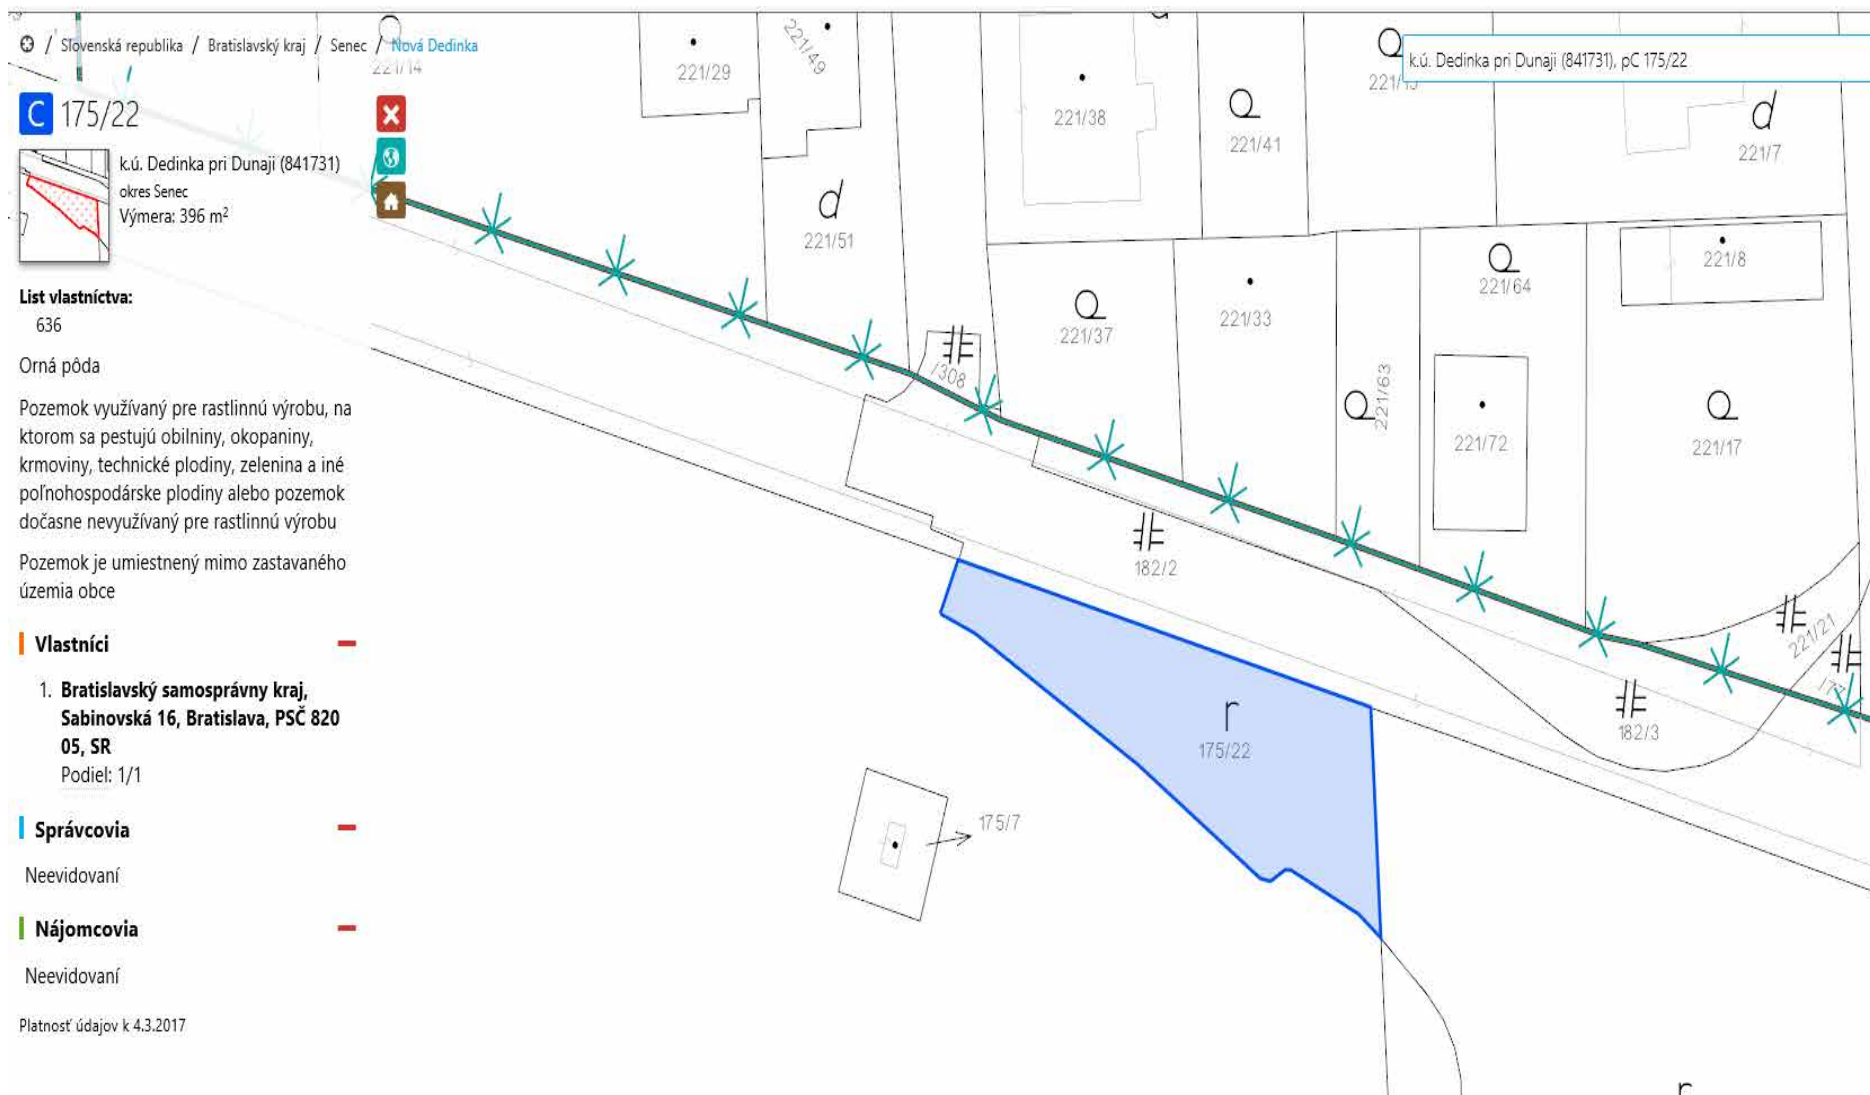 / Slovenská republika / Bratislavský kraj / Senec / Nová Dedinka
C 175/22
k.ú. Dedinka pri Dunaji (841731)
okres Senec
Výmera: 396 m²
List vlastníctva:
636
Orná pôda
Pozemok využívaný pre rastlinnú výrobu, na
ktorom sa pestujú obilniny, okopaniny,
krmoviny, technické plodiny, zelenina a iné
poľnohospodárske plodiny alebo pozemok
dočasne nevyužívaný pre rastlinnú výrobu
Pozemok je umiestnený mimo zastavaného
územia obce
Vlastníci
1. Bratislavský samosprávny kraj,
Sabinovská 16, Bratislava, PSČ 820
05, SR
Podiel: 1/1
Správcovia
Neevidovaní
Nájomcovia
Neevidovaní
Platnosť údajov k 4.3.2017
k.ú. Dedinka pri Dunaji (841731), pC 175/22
221/14
221/29
221/49
221/38
221/41
221/7
221/51
221/37
221/33
221/64
221/8
/308
221/63
221/72
221/17
182/2
221/21
182/3
r
175/22
175/7
r